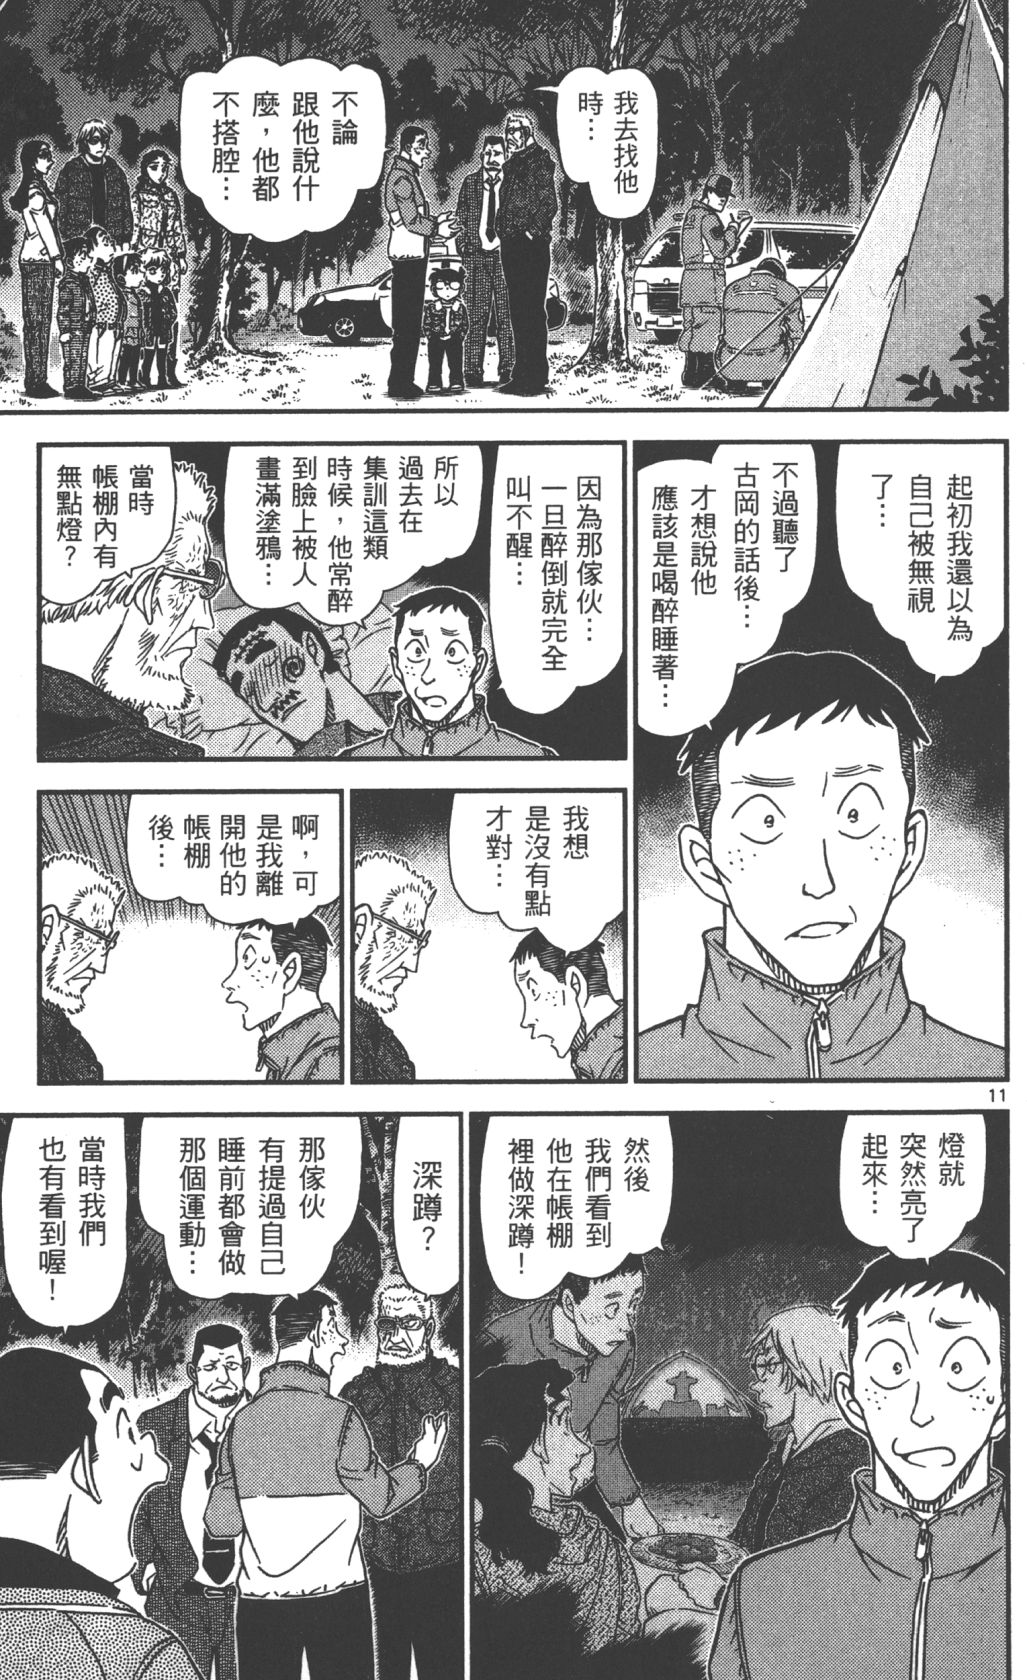 我去找他
時…
不論
跟他說什
麼，他都
不搭腔…
起初我還以為
自己被無視
了…
不過聽了
古岡的話後…
才想說他
應該是喝醉睡著…
因為那傢伙…
一旦醉倒就完全
叫不醒…
所以
過去在
集訓這類
時候，他常醉
到臉上被人
畫滿塗鴉…
當時
帳棚內有
無點燈？
我想
是沒有點
才對…
啊，可
是我離
開他的
帳棚
後…
11
燈就
突然亮了
起來…
然後
我們看到
他在帳棚
裡做深蹲！
深蹲？
那傢伙
有提過自己
睡前都會做
那個運動…
當時我們
也有看到喔！